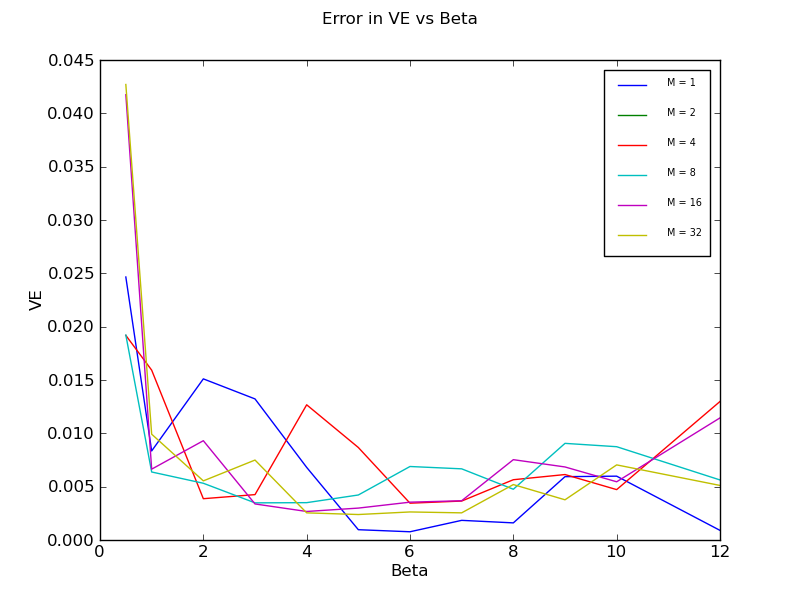 Error in VE vs Beta
0.045
0.040
0.035
0.030
0.025
0.020
0.015
0.010
0.005
0.000
VE
0 2 4 6 8 10 12
Beta
M = 1
M = 2
M = 4
M = 8
M = 16
M = 32